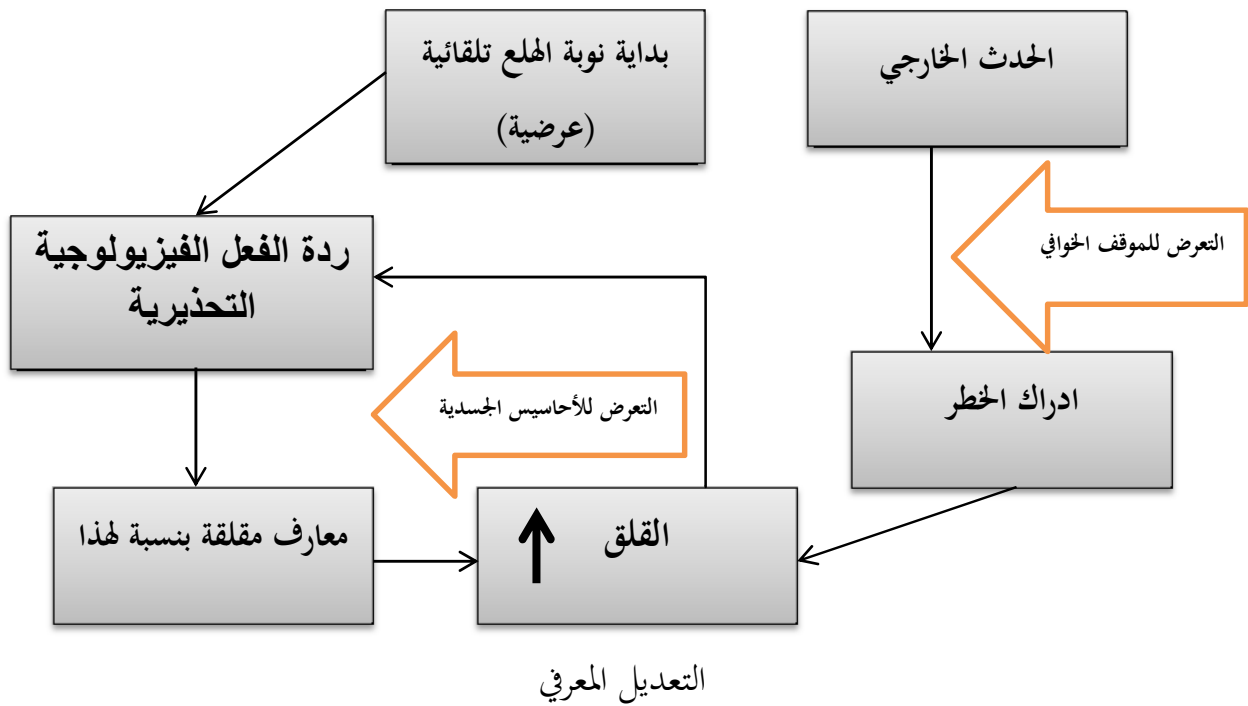 الحدث الخارجي
بداية نوبة الهلع تلقائية
(عرضية)
التعرض للموقف الخوافي
ردة الفعل الفيزيولوجية
التحذيرية
ادراك الخطر
التعرض للأحاسيس الجسدية
القلق
معارف مقلقة بنسبة لهذا
التعديل المعرفي